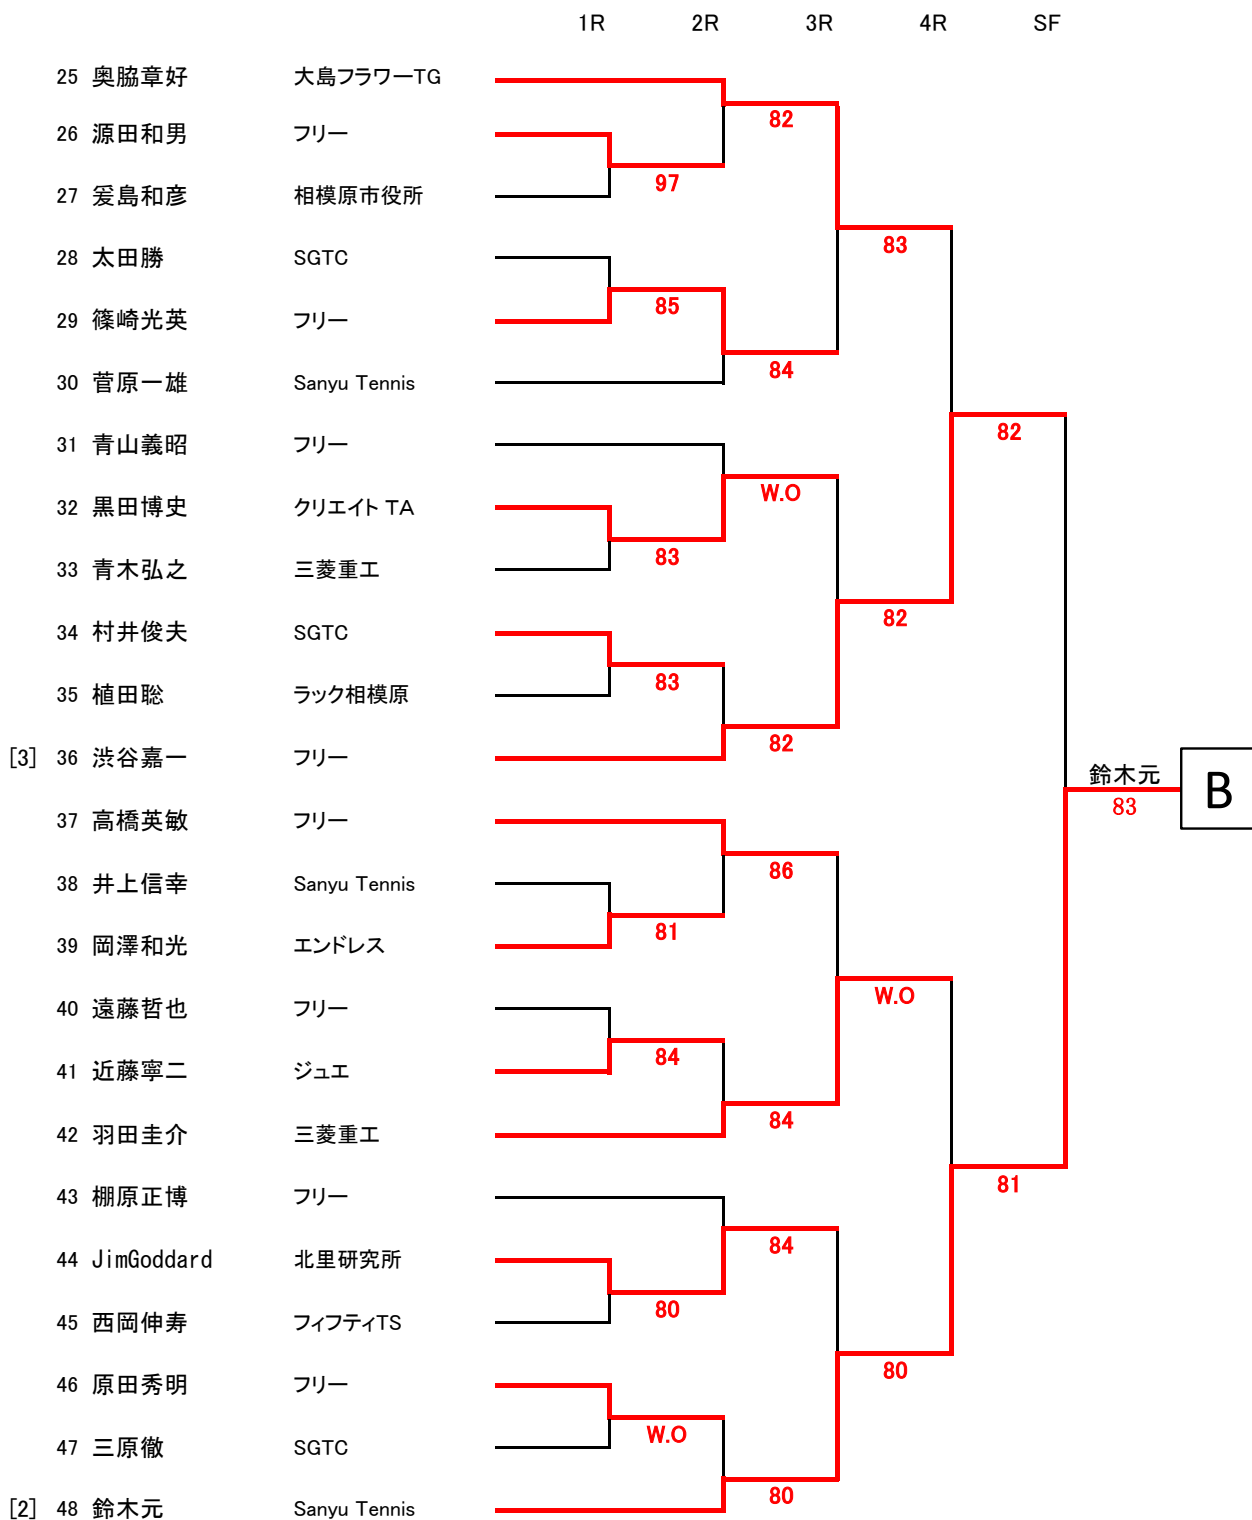 1R 2R 3R 4R SF
25 奥脇章好 大島フラワーTG
82
26 源田和男 フリー
97
27 爰島和彦 相模原市役所
83
28 太田勝 SGTC
85
29 篠崎光英 フリー
84
30 菅原一雄 Sanyu Tennis
82
31 青山義昭 フリー
W.O
32 黒田博史 クリエイト TA
83
33 青木弘之 三菱重工
82
34 村井俊夫 SGTC
83
35 植田聡 ラック相模原
82
[3] 36 渋谷嘉一 フリー
鈴木元
83
B
37 高橋英敏 フリー
86
38 井上信幸 Sanyu Tennis
81
39 岡澤和光 エンドレス
W.O
40 遠藤哲也 フリー
84
41 近藤寧二 ジュエ
84
42 羽田圭介 三菱重工
81
43 棚原正博 フリー
84
44 JimGoddard 北里研究所
80
45 西岡伸寿 フィフティTS
80
46 原田秀明 フリー
W.O
47 三原徹 SGTC
80
[2] 48 鈴木元 Sanyu Tennis